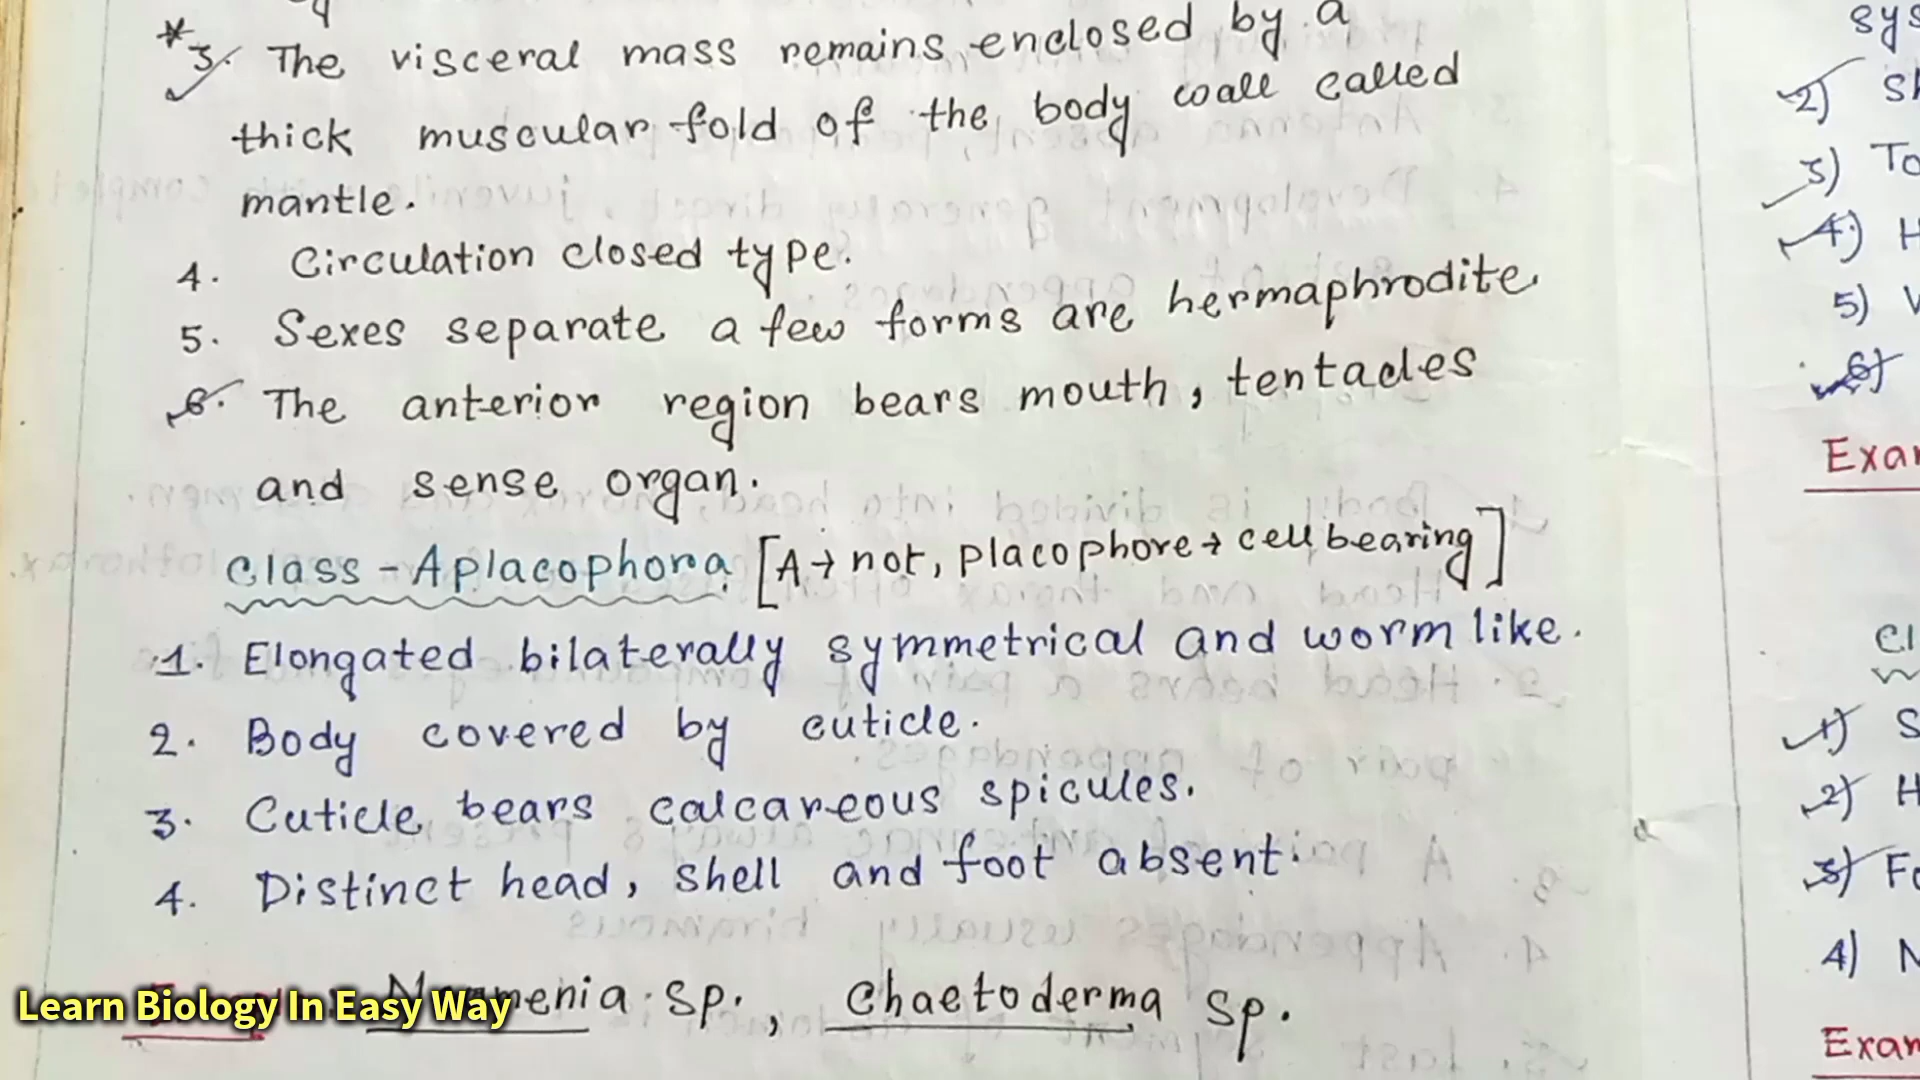 *3. The visceral mass remains enclosed by a
thick muscular fold of the body wall called
mantle.
4. Circulation closed type.
5. Sexes separate a few forms are hermaphrodite.
6. The anterior region bears mouth, tentacles
and sense organ.
Class - Aplacophora [A → not, placophore → cell bearing]
1. Elongated bilaterally symmetrical and worm like.
2. Body covered by cuticle.
3. Cuticle bears calcareous spicules.
4. Distinct head, shell and foot absent.
sp., Chaetoderma sp.
Learn Biology In Easy Way
sys
2)
3) To
4) H
5)
6)
Exam
Cl
1) S
2) H
3) Fo
4)
Exam